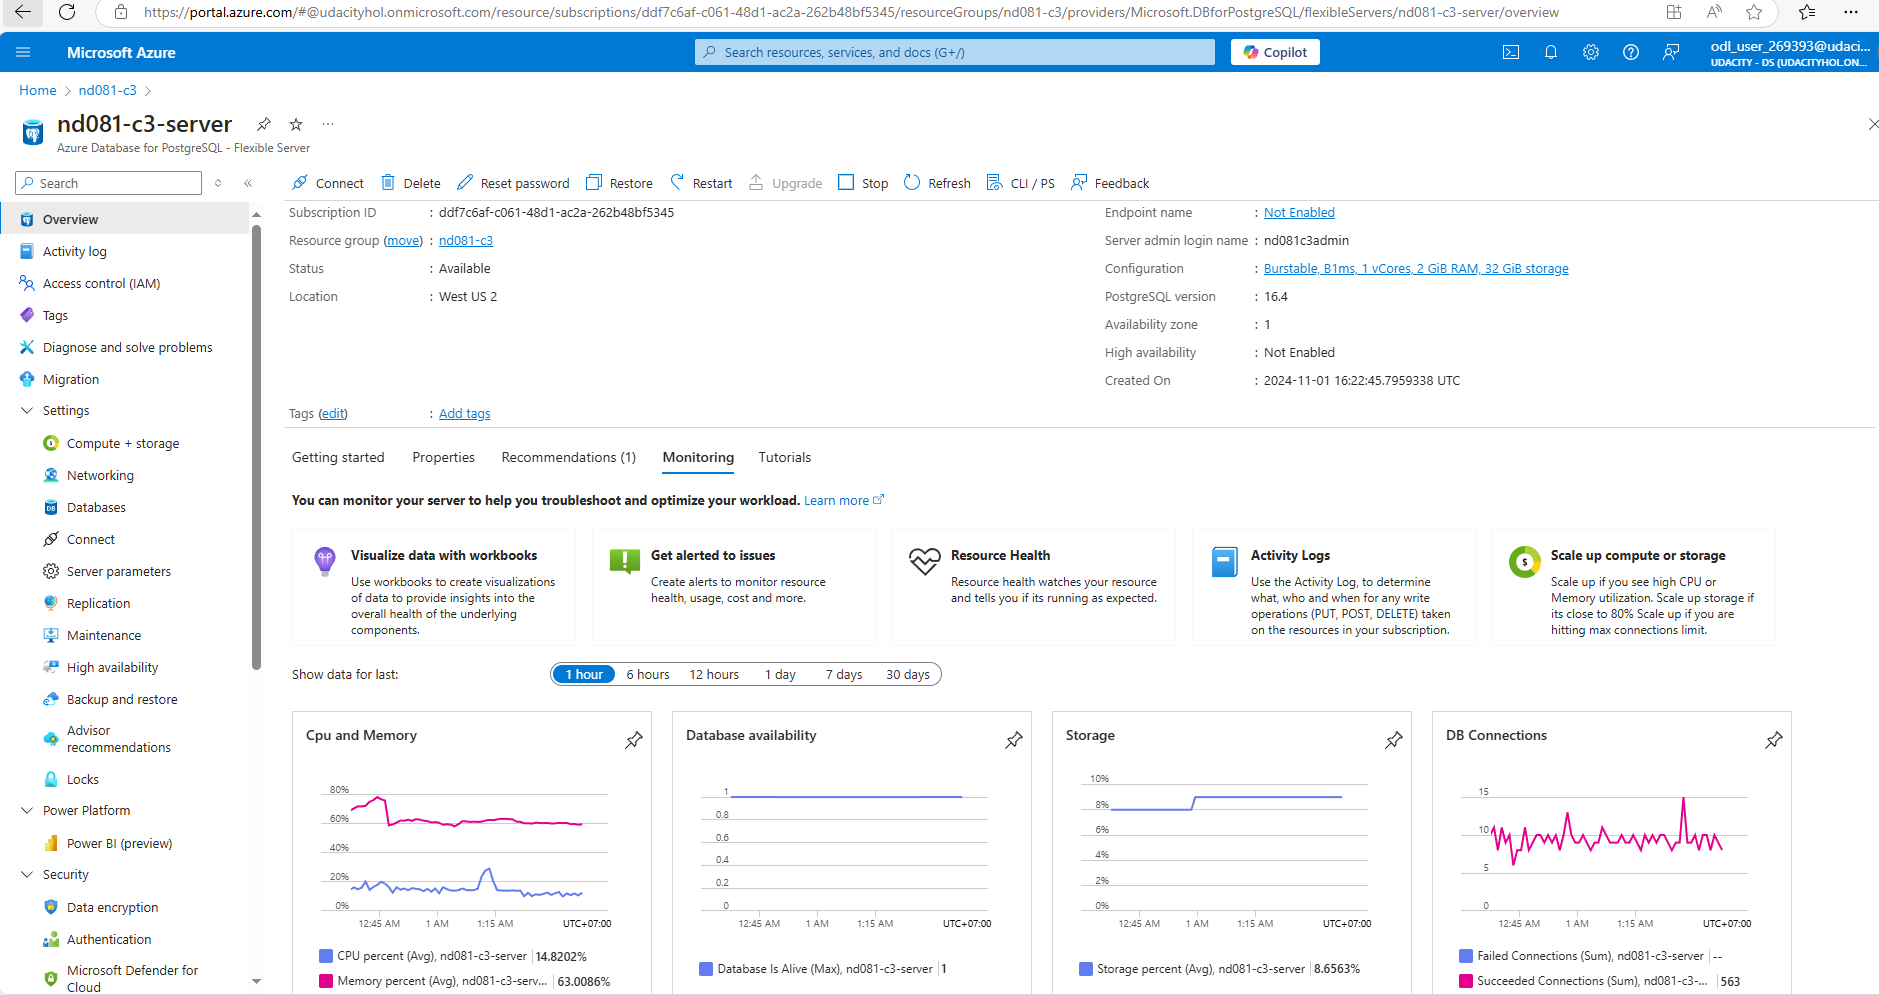 https://portal.azure.com/#@udacityhol.onmicrosoft.com/resource/subscriptions/ddf7c6af-c061-48d1-ac2a-262b48bf5345/resourceGroups/nd081-c3/providers/Microsoft.DBforPostgreSQL/flexibleServers/nd081-c3-server/overview
Microsoft Azure
Search resources, services, and docs (G+/)
Copilot
odl_user_269393@udaci...
UDACITY - DS (UDACITYHOL.ON...
Home > nd081-c3 >
nd081-c3-server
Azure Database for PostgreSQL - Flexible Server
Search
Connect Delete Reset password Restore Restart Upgrade Stop Refresh CLI / PS Feedback
Overview
Activity log
Access control (IAM)
Tags
Diagnose and solve problems
Migration
Settings
Compute + storage
Networking
Databases
Connect
Server parameters
Replication
Maintenance
High availability
Backup and restore
Advisor
recommendations
Locks
Power Platform
Power BI (preview)
Security
Data encryption
Authentication
Microsoft Defender for
Cloud
Subscription ID : ddf7c6af-c061-48d1-ac2a-262b48bf5345
Resource group (move) : nd081-c3
Status : Available
Location : West US 2
Endpoint name : Not Enabled
Server admin login name : nd081c3admin
Configuration : Burstable, B1ms, 1 vCores, 2 GiB RAM, 32 GiB storage
PostgreSQL version : 16.4
Availability zone : 1
High availability : Not Enabled
Created On : 2024-11-01 16:22:45.7959338 UTC
Tags (edit) : Add tags
Getting started Properties Recommendations (1) Monitoring Tutorials
You can monitor your server to help you troubleshoot and optimize your workload. Learn more
Visualize data with workbooks
Use workbooks to create visualizations
of data to provide insights into the
overall health of the underlying
components.
Get alerted to issues
Create alerts to monitor resource
health, usage, cost and more.
Resource Health
Resource health watches your resource
and tells you if its running as expected.
Activity Logs
Use the Activity Log, to determine
what, who and when for any write
operations (PUT, POST, DELETE) taken
on the resources in your subscription.
Scale up compute or storage
Scale up if you see high CPU or
Memory utilization. Scale up storage if
its close to 80% Scale up if you are
hitting max connections limit.
Show data for last: 1 hour 6 hours 12 hours 1 day 7 days 30 days
Cpu and Memory
80%
60%
40%
20%
0%
12:45 AM 1 AM 1:15 AM UTC+07:00
CPU percent (Avg), nd081-c3-server 14.8202%
Memory percent (Avg), nd081-c3-serv... 63.0086%
Database availability
1
0.8
0.6
0.4
0.2
0
12:45 AM 1 AM 1:15 AM UTC+07:00
Database Is Alive (Max), nd081-c3-server 1
Storage
10%
8%
6%
4%
2%
0%
12:45 AM 1 AM 1:15 AM UTC+07:00
Storage percent (Avg), nd081-c3-server 8.6563%
DB Connections
15
10
5
0
12:45 AM 1 AM 1:15 AM UTC+07:00
Failed Connections (Sum), nd081-c3-server --
Succeeded Connections (Sum), nd081-c3-... 563